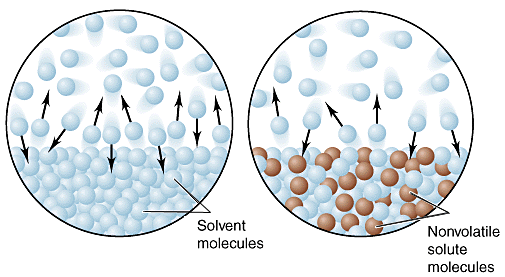 Solvent
molecules
Nonvolatile
solute
molecules